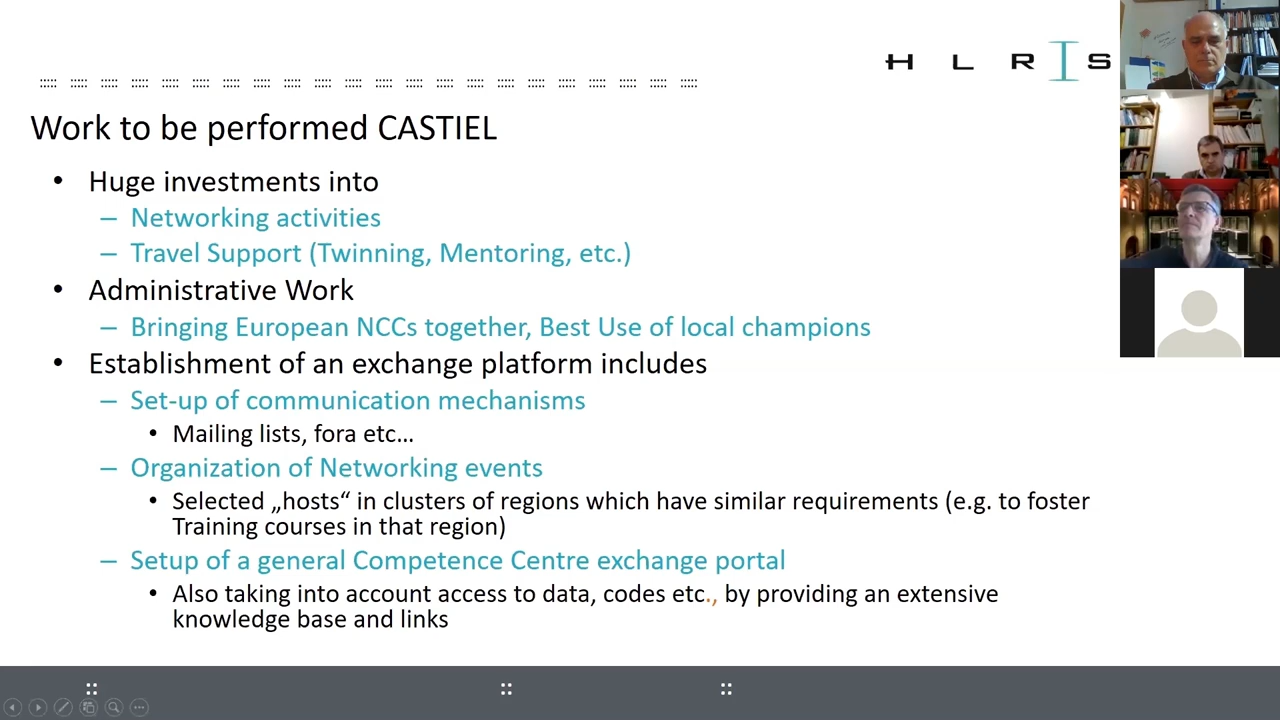 H L R I S
Work to be performed CASTIEL
• Huge investments into
– Networking activities
– Travel Support (Twinning, Mentoring, etc.)
• Administrative Work
– Bringing European NCCs together, Best Use of local champions
• Establishment of an exchange platform includes
– Set-up of communication mechanisms
• Mailing lists, fora etc…
– Organization of Networking events
• Selected „hosts“ in clusters of regions which have similar requirements (e.g. to foster
Training courses in that region)
– Setup of a general Competence Centre exchange portal
• Also taking into account access to data, codes etc., by providing an extensive
knowledge base and links